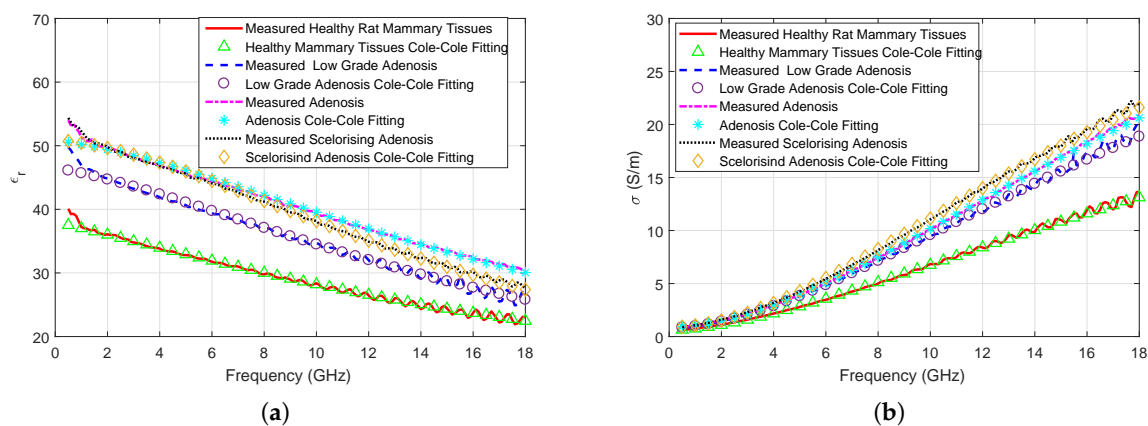 70
60
50
40
30
20
ϵr
0 2 4 6 8 10 12 14 16 18
Frequency (GHz)
Measured Healthy Rat Mammary Tissues
Healthy Mammary Tissues Cole-Cole Fitting
Measured Low Grade Adenosis
Low Grade Adenosis Cole-Cole Fitting
Measured Adenosis
Adenosis Cole-Cole Fitting
Measured Scelorising Adenosis
Scelorisind Adenosis Cole-Cole Fitting
(a)
30
25
20
15
10
5
0
σ (S/m)
0 2 4 6 8 10 12 14 16 18
Frequency (GHz)
Measured Healthy Rat Mammary Tissues
Healthy Mammary Tissues Cole-Cole Fitting
Measured Low Grade Adenosis
Low Grade Adenosis Cole-Cole Fitting
Measured Adenosis
Adenosis Cole-Cole Fitting
Measured Scelorising Adenosis
Scelorisind Adenosis Cole-Cole Fitting
(b)